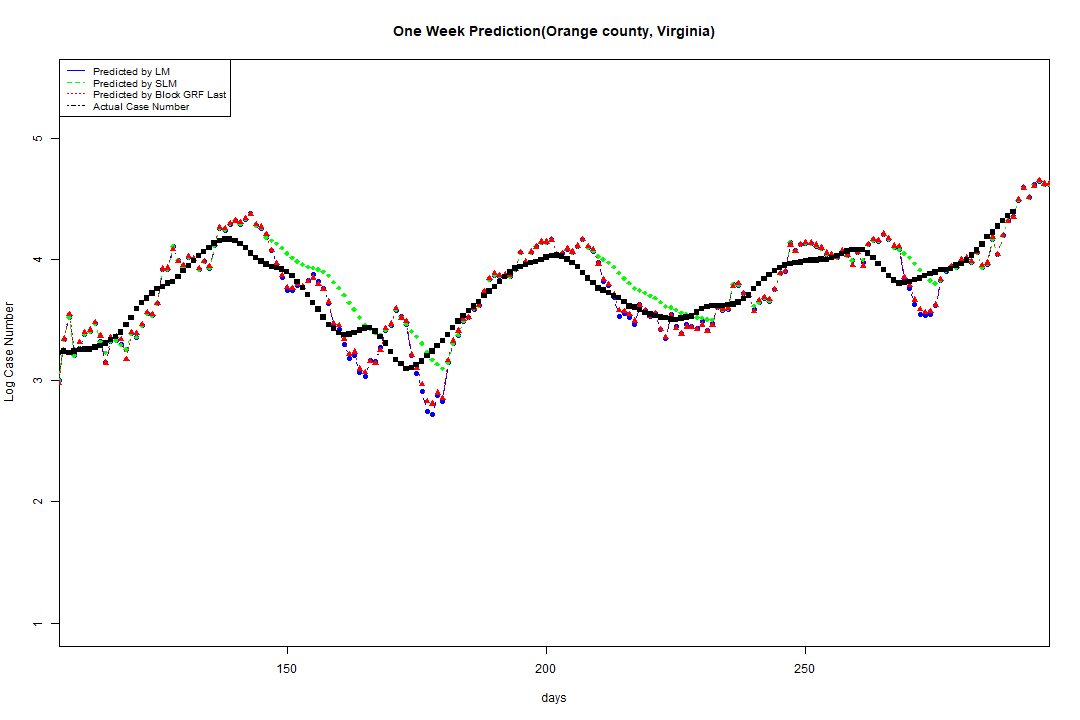 One Week Prediction(Orange county, Virginia)
Predicted by LM
Predicted by SLM
Predicted by Block GRF Last
Actual Case Number
5
4
3
2
1
Log Case Number
150
200
250
days